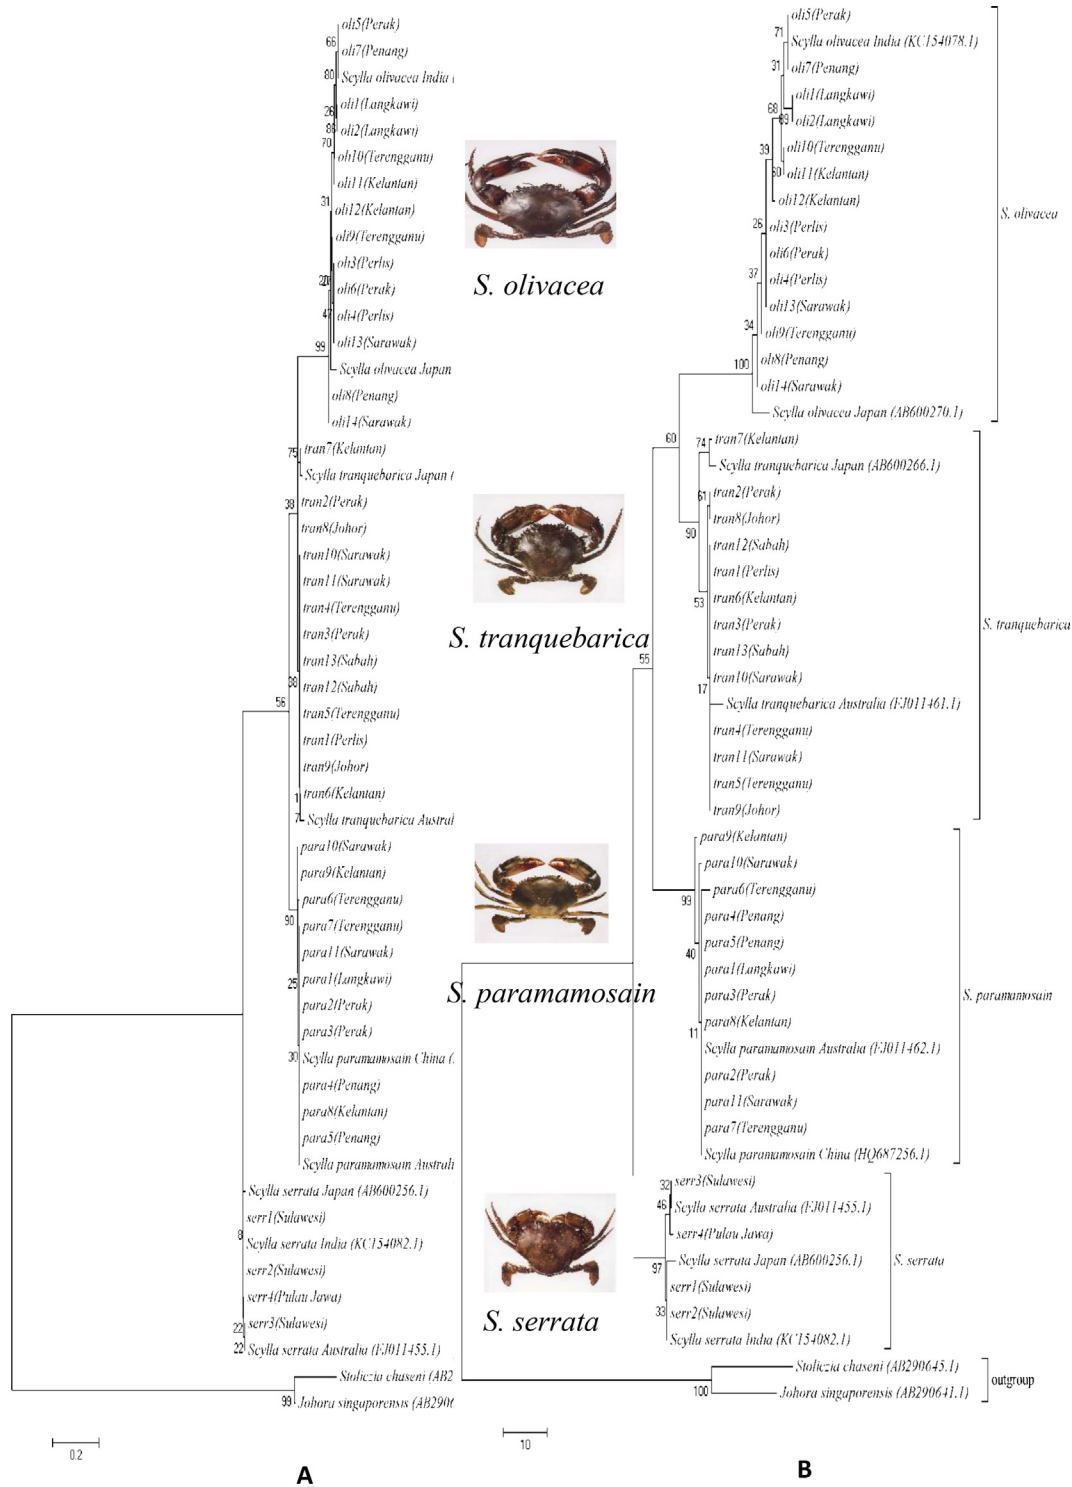 oli5(Perak)
66
oli7(Penang)
80
Scylla olivacea India (
oli1(Langkawi)
26
oli2(Langkawi)
86
70
oli10(Terengganu)
oli11(Kelantan)
31
oli12(Kelantan)
oli9(Terengganu)
oli3(Perlis)
oli6(Perak)
oli4(Perlis)
oli13(Sarawak)
99
Scylla olivacea Japan
oli8(Penang)
oli14(Sarawak)
tran7(Kelantan)
75
Scylla tranquebarica Japan (
tran2(Perak)
38
tran8(Johor)
tran10(Sarawak)
tran11(Sarawak)
tran4(Terengganu)
tran3(Perak)
tran13(Sabah)
38
tran12(Sabah)
56
tran5(Terengganu)
tran1(Perlis)
tran9(Johor)
tran6(Kelantan)
1
7
Scylla tranquebarica Austral
para10(Sarawak)
para9(Kelantan)
para6(Terengganu)
90
para7(Terengganu)
para11(Sarawak)
para1(Langkawi)
25
para2(Perak)
para3(Perak)
30
Scylla paramamosain China (
para4(Penang)
para8(Kelantan)
para5(Penang)
Scylla paramamosain Australi
Scylla serrata Japan (AB600256.1)
serr1(Sulawesi)
8
Scylla serrata India (KC154082.1)
serr2(Sulawesi)
serr4(Pulau Jawa)
serr3(Sulawesi)
22
22
Scylla serrata Australia (FJ011455.1)
Stoliczia chaseni (AB2
99
Johora singaporensis (AB290
0.2
A
S. olivacea
S. tranquebarica
S. paramamosain
S. serrata
oli5(Perak)
71
Scylla olivacea India (KC154078.1)
31
oli7(Penang)
oli1(Langkawi)
68
89
oli2(Langkawi)
39
oli10(Terengganu)
60
oli11(Kelantan)
oli12(Kelantan)
26
oli3(Perlis)
oli6(Perak)
37
oli4(Perlis)
oli13(Sarawak)
34
oli9(Terengganu)
100
oli8(Penang)
oli14(Sarawak)
Scylla olivacea Japan (AB600270.1)
S. olivacea
60
74
tran7(Kelantan)
Scylla tranquebarica Japan (AB600266.1)
61
tran2(Perak)
tran8(Johor)
90
tran12(Sabah)
tran1(Perlis)
53
tran6(Kelantan)
tran3(Perak)
55
tran13(Sabah)
tran10(Sarawak)
17
Scylla tranquebarica Australia (FJ011461.1)
tran4(Terengganu)
tran11(Sarawak)
tran5(Terengganu)
tran9(Johor)
S. tranquebarica
para9(Kelantan)
para10(Sarawak)
99
para6(Terengganu)
para4(Penang)
para5(Penang)
40
para1(Langkawi)
para3(Perak)
para8(Kelantan)
11
Scylla paramamosain Australia (FJ011462.1)
para2(Perak)
para11(Sarawak)
para7(Terengganu)
Scylla paramamosain China (HQ687256.1)
S. paramamosain
32
serr3(Sulawesi)
46
Scylla serrata Australia (FJ011455.1)
serr4(Pulau Jawa)
97
Scylla serrata Japan (AB600256.1)
serr1(Sulawesi)
33
serr2(Sulawesi)
Scylla serrata India (KC154082.1)
S. serrata
Stoliczia chaseni (AB290645.1)
100
Johora singaporensis (AB290641.1)
outgroup
10
B